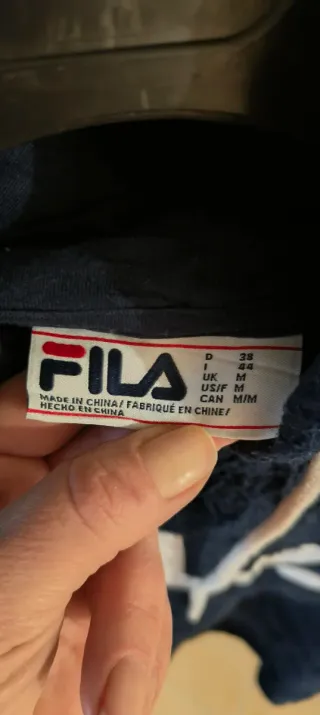 FILA
D 38
I 44
UK M
US/F M
CAN M/M
MADE IN CHINA/ FABRIQUÉ EN CHINE/
HECHO EN CHINA